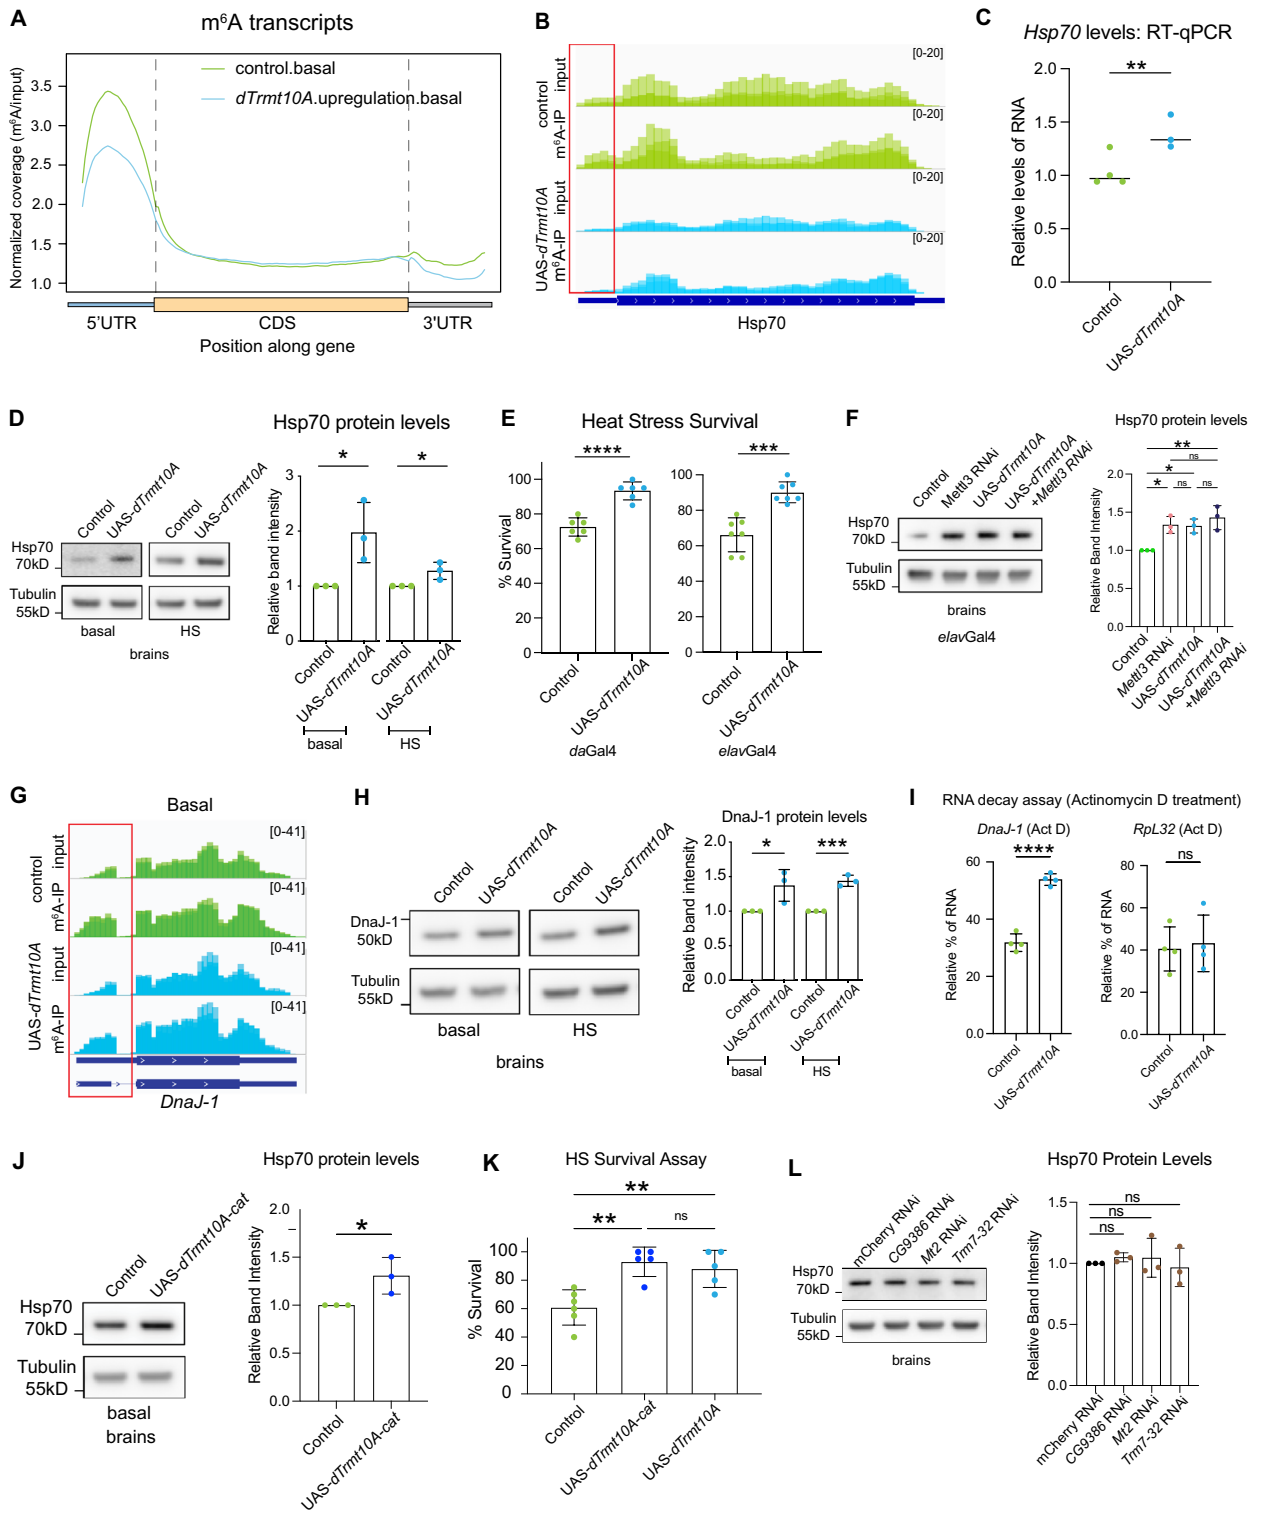 A
m⁶A transcripts
Normalized coverage (m⁶A/input)
3.5
3.0
2.5
2.0
1.5
1.0
control.basal
dTrmt10A.upregulation.basal
5'UTR
CDS
3'UTR
Position along gene
B
control
UAS-dTrmt10A
input
m⁶A-IP
input
m⁶A-IP
[0-20]
[0-20]
[0-20]
[0-20]
Hsp70
C
Hsp70 levels: RT-qPCR
Relative levels of RNA
2.0
1.5
1.0
0.5
0.0
**
Control
UAS-dTrmt10A
D
Control
UAS-dTrmt10A
Control
UAS-dTrmt10A
Hsp70
70kD
Tubulin
55kD
basal
HS
brains
Hsp70 protein levels
Relative band intensity
3
2
1
0
*
*
Control
UAS-dTrmt10A
Control
UAS-dTrmt10A
basal
HS
E
Heat Stress Survival
% Survival
100
80
60
40
20
0
****
Control
UAS-dTrmt10A
daGal4
100
80
60
40
20
0
***
Control
UAS-dTrmt10A
elavGal4
F
Control
Mettl3 RNAi
UAS-dTrmt10A
UAS-dTrmt10A
+Mettl3 RNAi
Hsp70
70kD
Tubulin
55kD
brains
elavGal4
Hsp70 protein levels
Relative Band Intensity
2.0
1.5
1.0
0.5
0.0
**
ns
*
*
ns
ns
Control
Mettl3 RNAi
UAS-dTrmt10A
UAS-dTrmt10A
+Mettl3 RNAi
G
Basal
control
UAS-dTrmt10A
input
m⁶A-IP
input
m⁶A-IP
[0-41]
[0-41]
[0-41]
[0-41]
DnaJ-1
H
Control
UAS-dTrmt10A
Control
UAS-dTrmt10A
DnaJ-1
50kD
Tubulin
55kD
basal
HS
brains
DnaJ-1 protein levels
Relative band intensity
2.0
1.5
1.0
0.5
0.0
*
***
Control
UAS-dTrmt10A
Control
UAS-dTrmt10A
basal
HS
I
RNA decay assay (Actinomycin D treatment)
DnaJ-1 (Act D)
Relative % of RNA
60
40
20
0.0
****
Control
UAS-dTrmt10A
RpL32 (Act D)
Relative % of RNA
80
60
40
20
0.0
ns
Control
UAS-dTrmt10A
J
Control
UAS-dTrmt10A-cat
Hsp70
70kD
Tubulin
55kD
basal
brains
Hsp70 protein levels
Relative Band Intensity
2.0
1.5
1.0
0.5
0.0
*
Control
UAS-dTrmt10A-cat
K
HS Survival Assay
% Survival
100
80
60
40
20
0
**
**
ns
Control
UAS-dTrmt10A-cat
UAS-dTrmt10A
L
mCherry RNAi
CG9386 RNAi
Mt2 RNAi
Trm7-32 RNAi
Hsp70
70kD
Tubulin
55kD
brains
Hsp70 Protein Levels
Relative Band Intensity
1.5
1.0
0.5
0.0
ns
ns
ns
mCherry RNAi
CG9386 RNAi
Mt2 RNAi
Trm7-32 RNAi